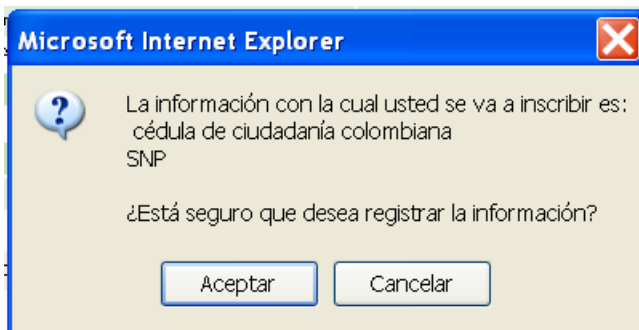 Microsoft Internet Explorer
La información con la cual usted se va a inscribir es:
cédula de ciudadanía colombiana
SNP
¿Está seguro que desea registrar la información?
Aceptar
Cancelar